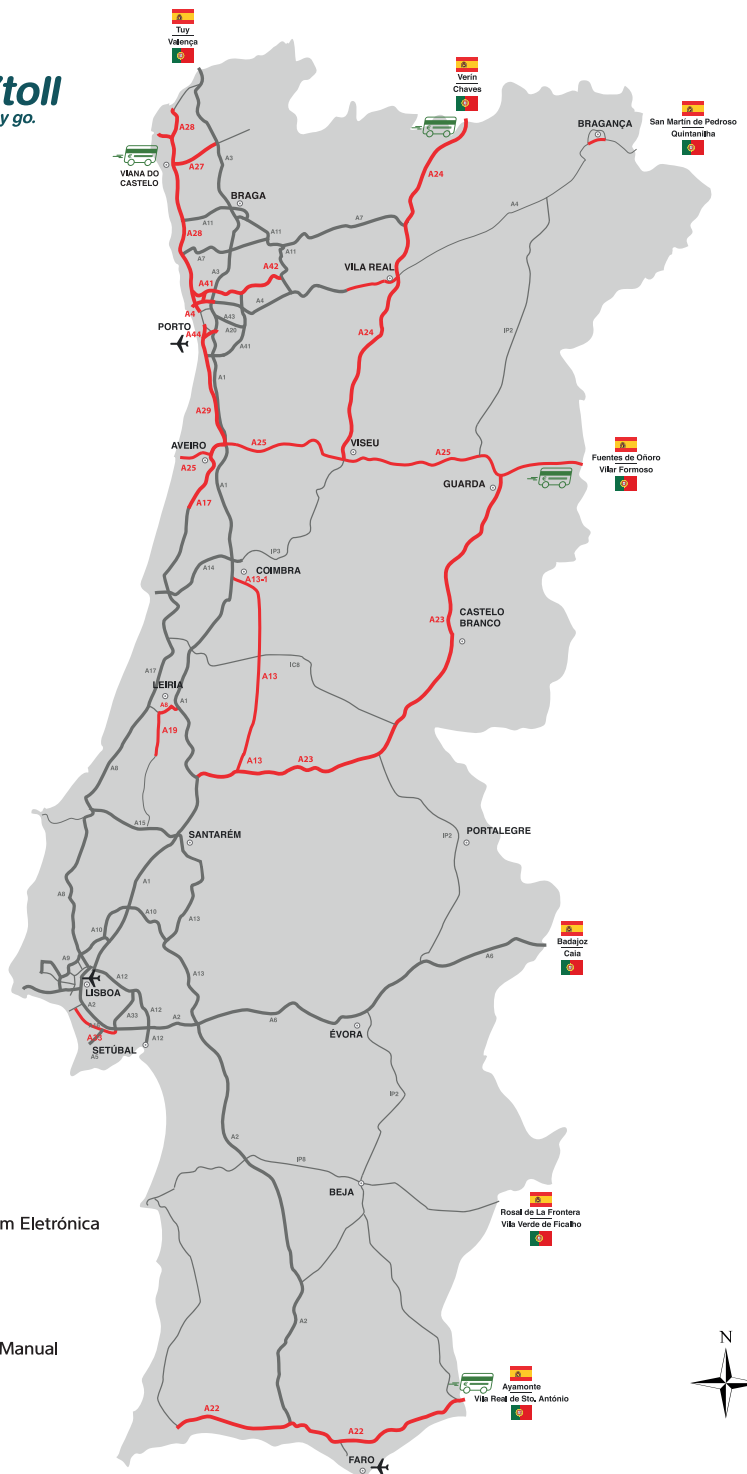 Tuy
Valença
toll
y go.
Verín
Chaves
San Martín de Pedroso
Quintanilha
BRAGANÇA
A28
A27
A3
VIANA DO
CASTELO
BRAGA
A24
A4
A11
A11
A7
A28
A7
A11
A3
A42
A41
VILA REAL
A4
A4
A43
A20
PORTO
A44
A41
A24
IP2
A1
A29
AVEIRO
A25
VISEU
A25
A25
Fuentes de Oñoro
Vilar Formoso
GUARDA
A1
A17
IP3
A14
COIMBRA
A13-1
CASTELO
BRANCO
A23
A13
IC8
A17
LEIRIA
A8
A1
A19
A13
A23
A8
A15
SANTARÉM
IP2
PORTALEGRE
A1
A8
A10
A13
A10
Badajoz
Caia
A6
A9
A12
A13
LISBOA
A2
A33
A12
A2
A6
A33
SETÚBAL
A12
ÉVORA
IP2
A2
IP8
BEJA
Rosal de La Frontera
Vila Verde de Ficalho
m Eletrónica
A2
Manual
N
Ayamonte
Vila Real de Sto. António
A22
A22
FARO